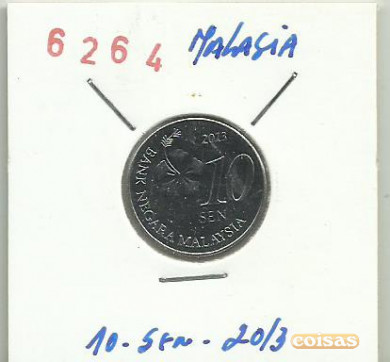 6264 MALASIA
2013
10
SEN
BANK NEGARA MALAYSIA
10-SEN-2013
coisas